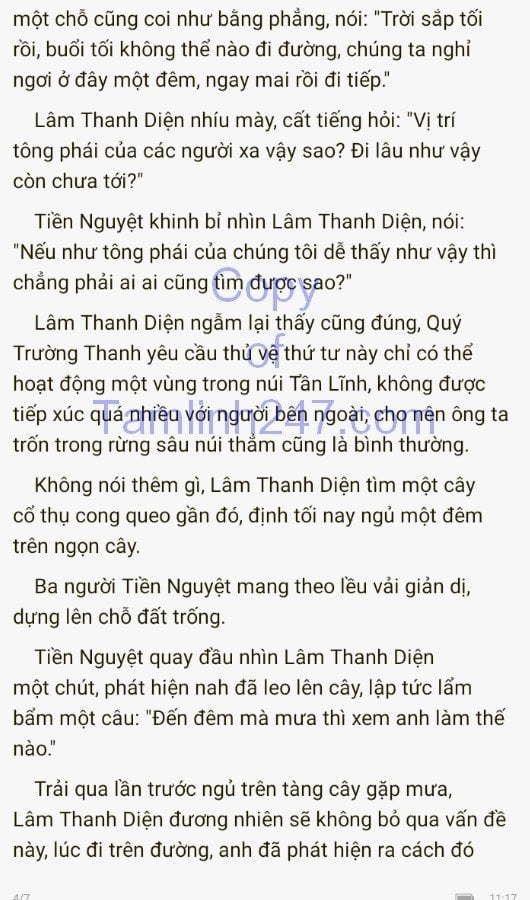 một chỗ cũng coi như bằng phẳng, nói: "Trời sắp tối
rồi, buổi tối không thể nào đi đường, chúng ta nghỉ
ngơi ở đây một đêm, ngay mai rồi đi tiếp."
Lâm Thanh Diện nhíu mày, cất tiếng hỏi: "Vị trí
tông phái của các người xa vậy sao? Đi lâu như vậy
còn chưa tới?"
Tiền Nguyệt khinh bỉ nhìn Lâm Thanh Diện, nói:
"Nếu như tông phái của chúng tôi dễ thấy như vậy thì
chẳng phải ai ai cũng tìm được sao?"
Copy
Lâm Thanh Diện ngẫm lại thấy cũng đúng, Quý
of
Trường Thanh yêu cầu thủ vệ thứ tư này chỉ có thể
hoạt động một vùng trong núi Tần Lĩnh, không được
tiếp xúc quá nhiều với người bên ngoài, cho nên ông ta
Tamlinh247.com
trốn trong rừng sâu núi thẳm cũng là bình thường.
Không nói thêm gì, Lâm Thanh Diện tìm một cây
cổ thụ cong queo gần đó, định tối nay ngủ một đêm
trên ngọn cây.
Ba người Tiền Nguyệt mang theo lều vải giản dị,
dựng lên chỗ đất trống.
Tiền Nguyệt quay đầu nhìn Lâm Thanh Diện
một chút, phát hiện nah đã leo lên cây, lập tức lẩm
bẩm một câu: "Đến đêm mà mưa thì xem anh làm thế
nào."
Trải qua lần trước ngủ trên tàng cây gặp mưa,
Lâm Thanh Diện đương nhiên sẽ không bỏ qua vấn đề
này, lúc đi trên đường, anh đã phát hiện ra cách đó
4/7
11:17